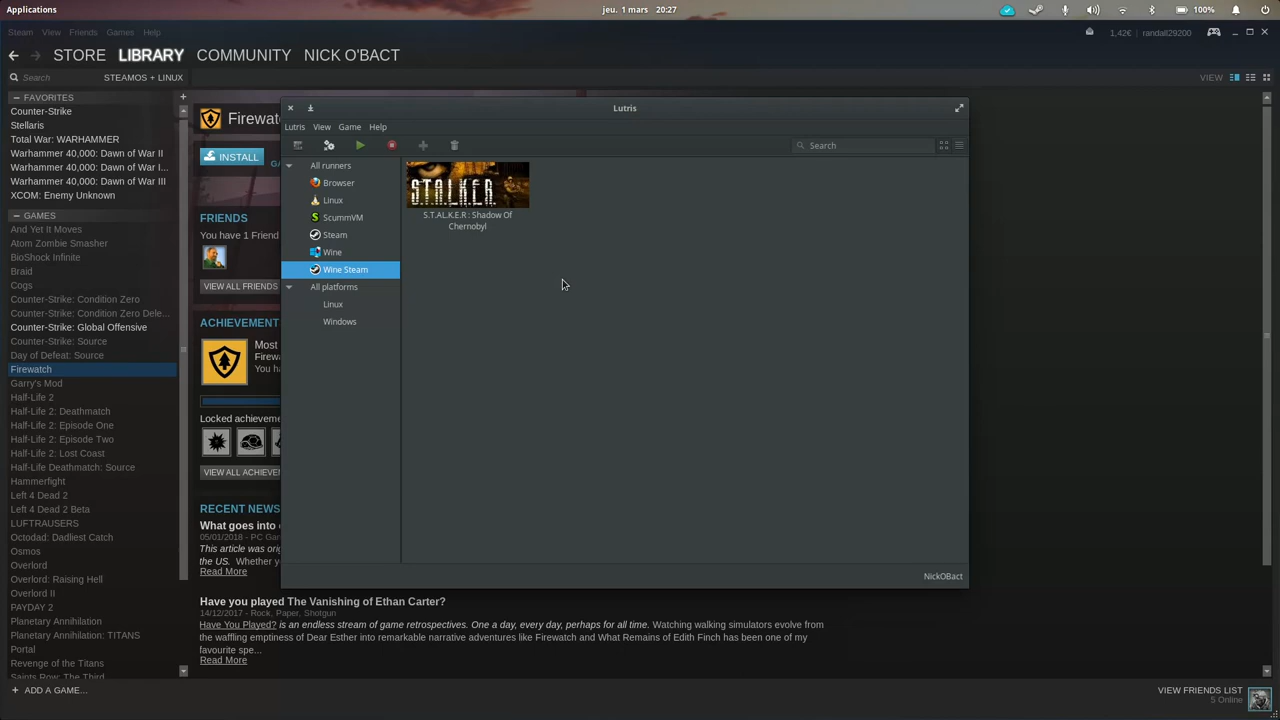 Applications
jeu. 1 mars 20:27
100%
Steam View Friends Games Help
1,42€ randall29200
STORE LIBRARY COMMUNITY NICK O'BACT
Search STEAMOS + LINUX
VIEW
FAVORITES
Counter-Strike
Stellaris
Total War: WARHAMMER
Warhammer 40,000: Dawn of War II
Warhammer 40,000: Dawn of War I...
Warhammer 40,000: Dawn of War III
XCOM: Enemy Unknown
GAMES
And Yet It Moves
Atom Zombie Smasher
BioShock Infinite
Braid
Cogs
Counter-Strike: Condition Zero
Counter-Strike: Condition Zero Dele...
Counter-Strike: Global Offensive
Counter-Strike: Source
Day of Defeat: Source
Firewatch
Garry's Mod
Half-Life 2
Half-Life 2: Deathmatch
Half-Life 2: Episode One
Half-Life 2: Episode Two
Half-Life 2: Lost Coast
Half-Life Deathmatch: Source
Hammerfight
Left 4 Dead 2
Left 4 Dead 2 Beta
LUFTRAUSERS
Octodad: Dadliest Catch
Osmos
Overlord
Overlord: Raising Hell
Overlord II
PAYDAY 2
Planetary Annihilation
Planetary Annihilation: TITANS
Portal
Revenge of the Titans
Saints Row: The Third
ADD A GAME...
Firewatc
INSTALL
GA
FRIENDS
You have 1 Friend
VIEW ALL FRIENDS
ACHIEVEMENT
Most
Firewa
You ha
Locked achieveme
VIEW ALL ACHIEVE
RECENT NEWS
What goes into
05/01/2018 - PC Gan
This article was orig
the US. Whether y
Read More
Have you played The Vanishing of Ethan Carter?
14/12/2017 - Rock, Paper, Shotgun
Have You Played? is an endless stream of game retrospectives. One a day, every day, perhaps for all time. Watching walking simulators evolve from
the waffling emptiness of Dear Esther into remarkable narrative adventures like Firewatch and What Remains of Edith Finch has been one of my
favourite spe...
Read More
Lutris
Lutris View Game Help
Search
All runners
Browser
Linux
ScummVM
Steam
Wine
Wine Steam
All platforms
Linux
Windows
S.T.A.L.K.E.R
S.T.AL.K.E.R : Shadow Of
Chernobyl
NickOBact
VIEW FRIENDS LIST
5 Online